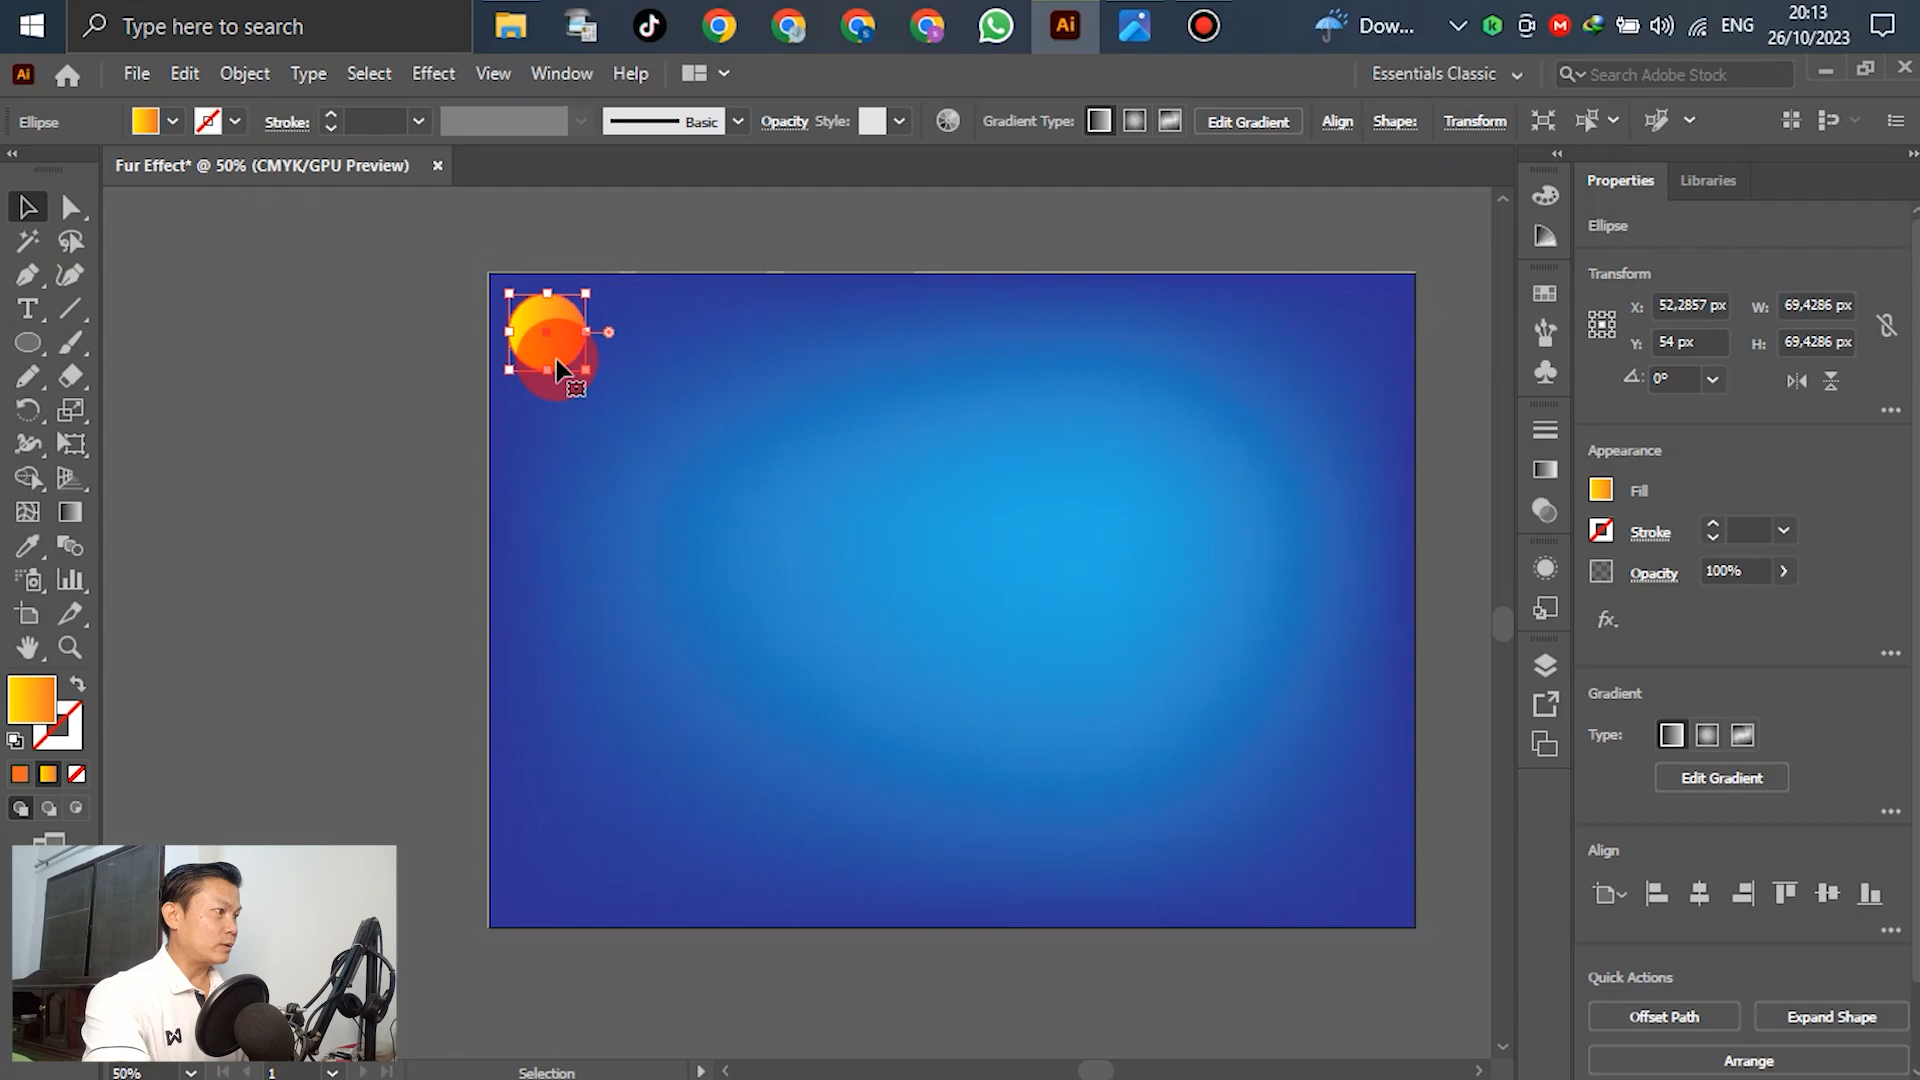 Type here to search
Dow...
ENG
20:13
26/10/2023
Ai
File
Edit
Object
Type
Select
Effect
View
Window
Help
Essentials Classic
Search Adobe Stock
Ellipse
Stroke:
Basic
Opacity
Style:
Gradient Type:
Edit Gradient
Align
Shape:
Transform
Fur Effect* @ 50% (CMYK/GPU Preview)
Properties
Libraries
Ellipse
Transform
X:
52,2857 px
W:
69,4286 px
Y:
54 px
H:
69,4286 px
0°
Appearance
Fill
Stroke
Opacity
100%
fx.
Gradient
Type:
Edit Gradient
Align
Quick Actions
Offset Path
Expand Shape
Arrange
50%
1
Selection